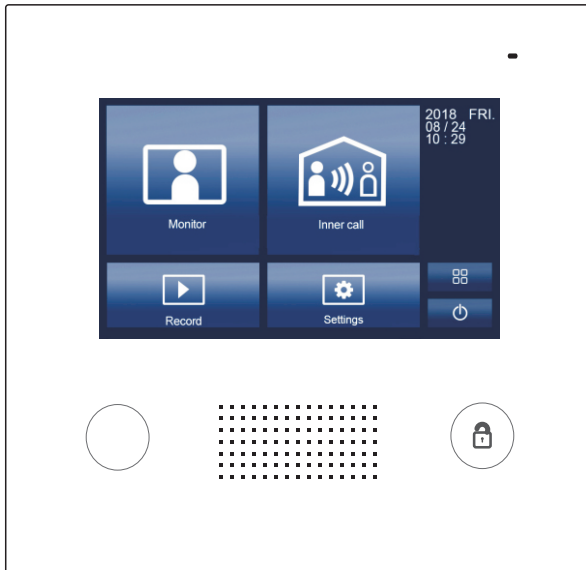 2018 FRI.
08 / 24
10 : 29
Monitor
Inner call
Record
Settings